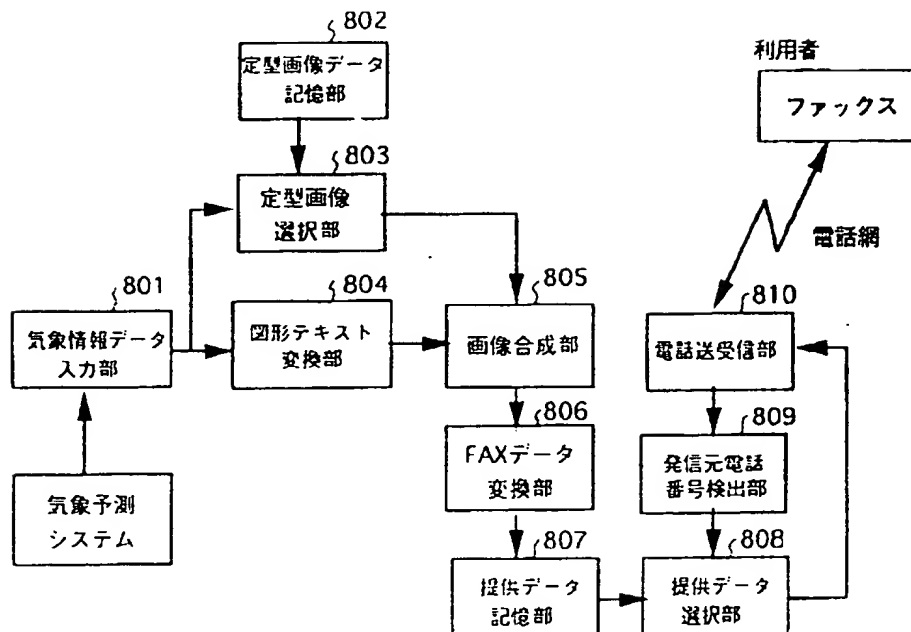 802
定型画像データ
記憶部
利用者
ファックス
803
定型画像
選択部
電話網
801
気象情報データ
入力部
804
図形テキスト
変換部
805
画像合成部
810
電話送受信部
806
FAXデータ
変換部
809
発信元電話
番号検出部
気象予測
システム
807
提供データ
記憶部
808
提供データ
選択部